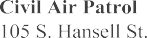 Civil Air Patrol
105 S. Hansell St.